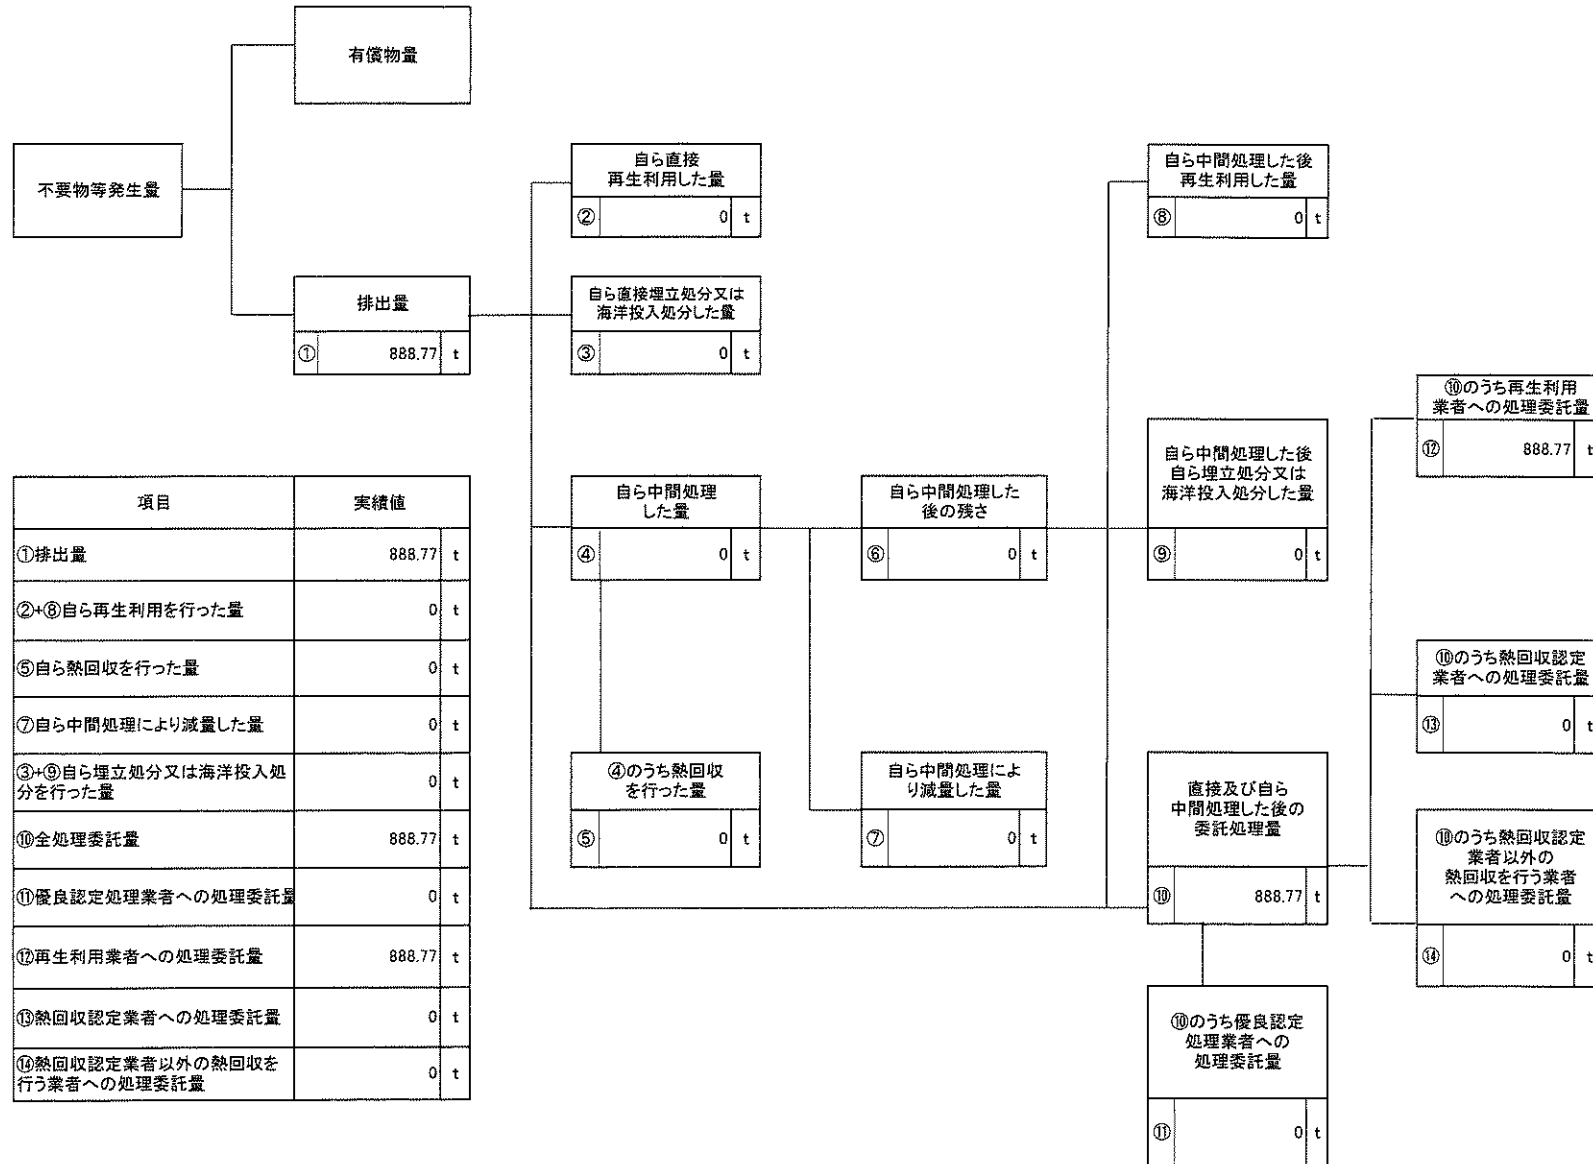 有償物量
不要物等発生量
排出量
① 888.77 t
自ら直接
再生利用した量
② 0 t
自ら直接埋立処分又は
海洋投入処分した量
③ 0 t
自ら中間処理
した量
④ 0 t
④のうち熱回収
を行った量
⑤ 0 t
自ら中間処理した
後の残さ
⑥ 0 t
自ら中間処理によ
り減量した量
⑦ 0 t
自ら中間処理した後
再生利用した量
⑧ 0 t
自ら中間処理した後
自ら埋立処分又は
海洋投入処分した量
⑨ 0 t
直接及び自ら
中間処理した後の
委託処理量
⑩ 888.77 t
⑩のうち優良認定
処理業者への
処理委託量
⑪ 0 t
⑩のうち再生利用
業者への処理委託量
⑫ 888.77 t
⑩のうち熱回収認定
業者への処理委託量
⑬ 0 t
⑩のうち熱回収認定
業者以外の
熱回収を行う業者
への処理委託量
⑭ 0 t
項目 実績値
①排出量 888.77 t
②+⑧自ら再生利用を行った量 0 t
⑤自ら熱回収を行った量 0 t
⑦自ら中間処理により減量した量 0 t
③+⑨自ら埋立処分又は海洋投入処
分を行った量 0 t
⑩全処理委託量 888.77 t
⑪優良認定処理業者への処理委託量 0 t
⑫再生利用業者への処理委託量 888.77 t
⑬熱回収認定業者への処理委託量 0 t
⑭熱回収認定業者以外の熱回収を
行う業者への処理委託量 0 t